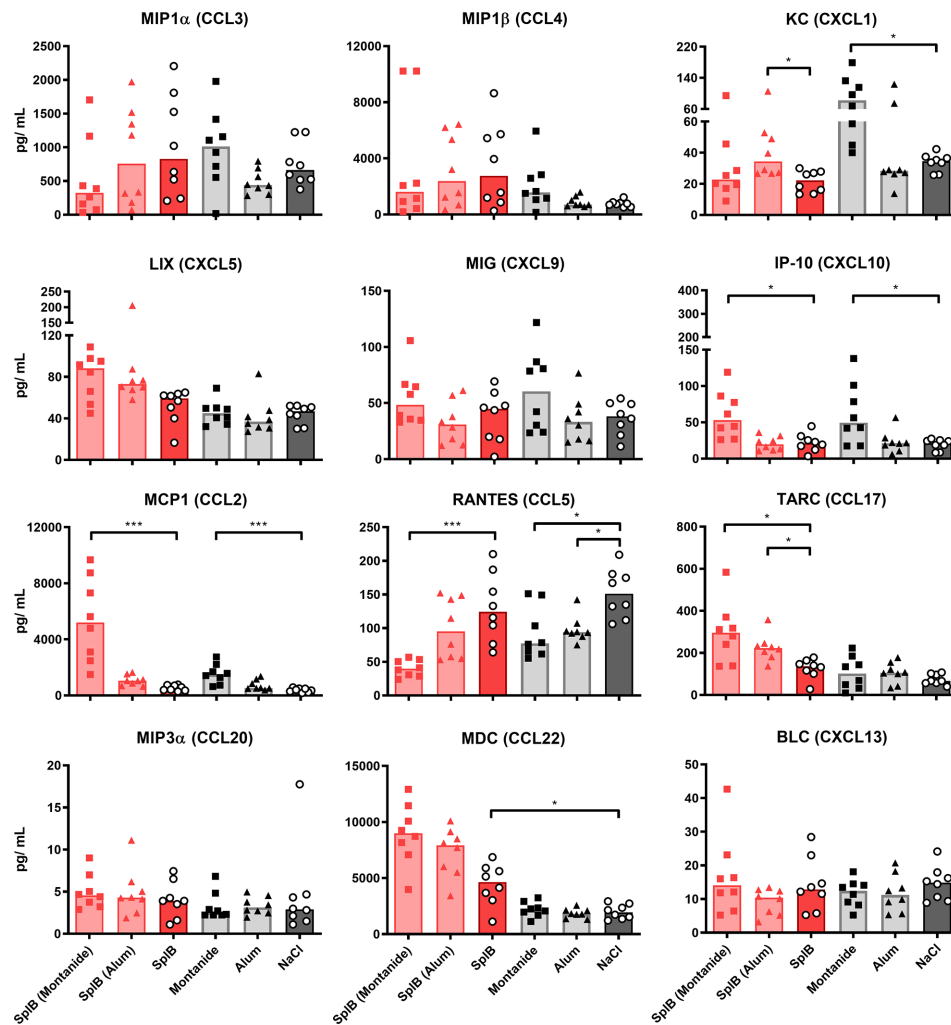 MIP1α (CCL3)
MIP1β (CCL4)
KC (CXCL1)
pg/ mL
2500
2000
1500
1000
500
0
12000
8000
4000
0
220
140
60
60
40
20
0
*
*
LIX (CXCL5)
MIG (CXCL9)
IP-10 (CXCL10)
pg/ mL
250
200
150
120
80
40
0
150
100
50
0
400
300
200
150
100
50
0
*
*
MCP1 (CCL2)
RANTES (CCL5)
TARC (CCL17)
pg/ mL
12000
8000
4000
0
***
***
250
200
150
100
50
0
***
*
*
800
600
400
200
0
*
*
MIP3α (CCL20)
MDC (CCL22)
BLC (CXCL13)
pg/ mL
20
15
10
5
0
15000
10000
5000
0
*
50
40
30
20
10
0
SplB (Montanide)
SplB (Alum)
SplB
Montanide
Alum
NaCl
SplB (Montanide)
SplB (Alum)
SplB
Montanide
Alum
NaCl
SplB (Montanide)
SplB (Alum)
SplB
Montanide
Alum
NaCl